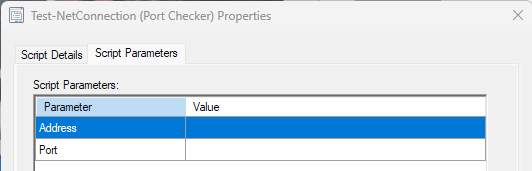 Test-NetConnection (Port Checker) Properties
Script Details Script Parameters
Script Parameters:
Parameter Value
Address
Port